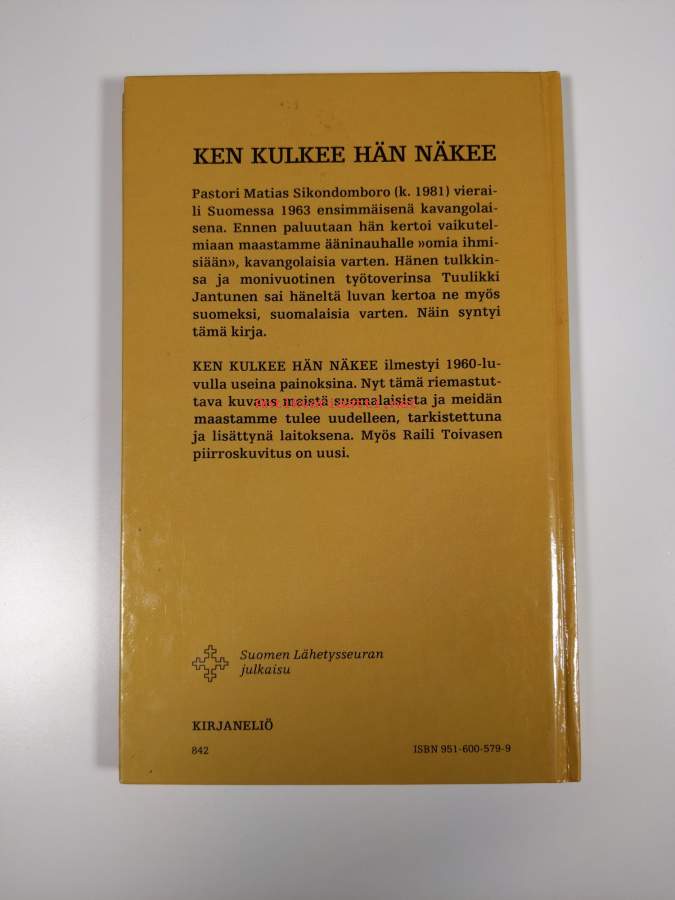 KEN KULKEE HÄN NÄKEE
Pastori Matias Sikondomboro (k. 1981) vierai-
li Suomessa 1963 ensimmäisenä kavangolai-
sena. Ennen paluutaan hän kertoi vaikutel-
miaan maastamme ääninauhalle »omia ihmi-
siään», kavangolaisia varten. Hänen tulkkin-
sa ja monivuotinen työtoverinsa Tuulikki
Jantunen sai häneltä luvan kertoa ne myös
suomeksi, suomalaisia varten. Näin syntyi
tämä kirja.
KEN KULKEE HÄN NÄKEE ilmestyi 1960-lu-
vulla useina painoksina. Nyt tämä riemastut-
tava kuvaus meistä suomalaisista ja meidän
maastamme tulee uudelleen, tarkistettuna
ja lisättynä laitoksena. Myös Raili Toivasen
piirroskuvitus on uusi.
Suomen Lähetysseuran
julkaisu
KIRJANELIÖ
842 ISBN 951-600-579-9